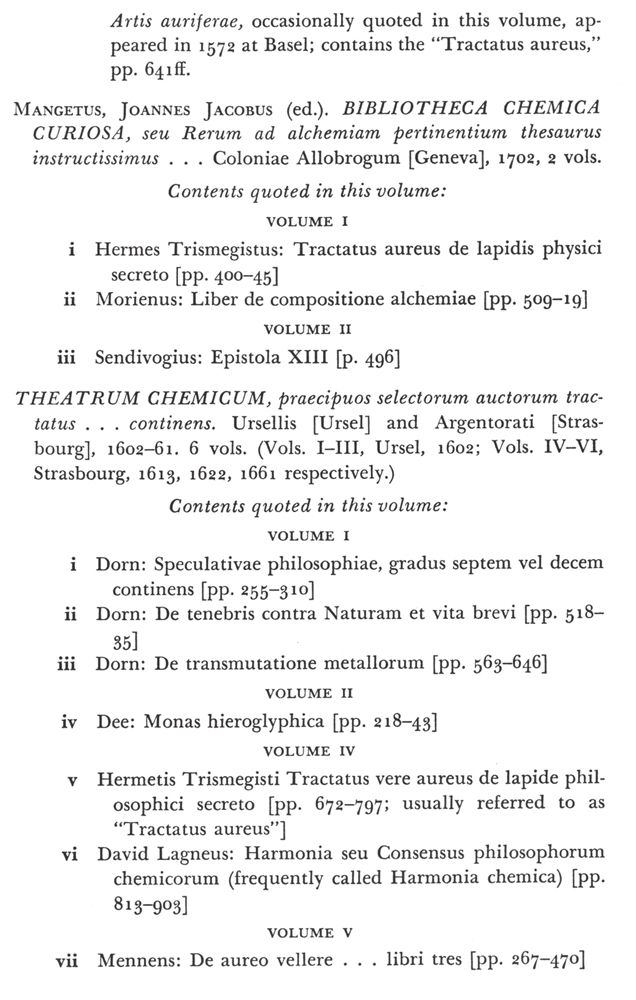 Artis auriferae, occasionally quoted in this volume, ap-
peared in 1572 at Basel; contains the “Tractatus aureus,”
pp. 641ff.
MANGETUS, JOANNES JACOBUS (ed.). BIBLIOTHECA CHEMICA
CURIOSA, seu Rerum ad alchemiam pertinentium thesaurus
instructissimus . . . Coloniae Allobrogum [Geneva], 1702, 2 vols.
Contents quoted in this volume:
VOLUME I
i Hermes Trismegistus: Tractatus aureus de lapidis physici
secreto [pp. 400–45]
ii Morienus: Liber de compositione alchemiae [pp. 509–19]
VOLUME II
iii Sendivogius: Epistola XIII [p. 496]
THEATRUM CHEMICUM, praecipuos selectorum auctorum trac-
tatus . . . continens. Ursellis [Ursel] and Argentorati [Stras-
bourg], 1602–61. 6 vols. (Vols. I–III, Ursel, 1602; Vols. IV–VI,
Strasbourg, 1613, 1622, 1661 respectively.)
Contents quoted in this volume:
VOLUME I
i Dorn: Speculativae philosophiae, gradus septem vel decem
continens [pp. 255–310]
ii Dorn: De tenebris contra Naturam et vita brevi [pp. 518–
35]
iii Dorn: De transmutatione metallorum [pp. 563–646]
VOLUME II
iv Dee: Monas hieroglyphica [pp. 218–43]
VOLUME IV
v Hermetis Trismegisti Tractatus vere aureus de lapide phil-
osophici secreto [pp. 672–797; usually referred to as
“Tractatus aureus”]
vi David Lagneus: Harmonia seu Consensus philosophorum
chemicorum (frequently called Harmonia chemica) [pp.
813–903]
VOLUME V
vii Mennens: De aureo vellere . . . libri tres [pp. 267–470]